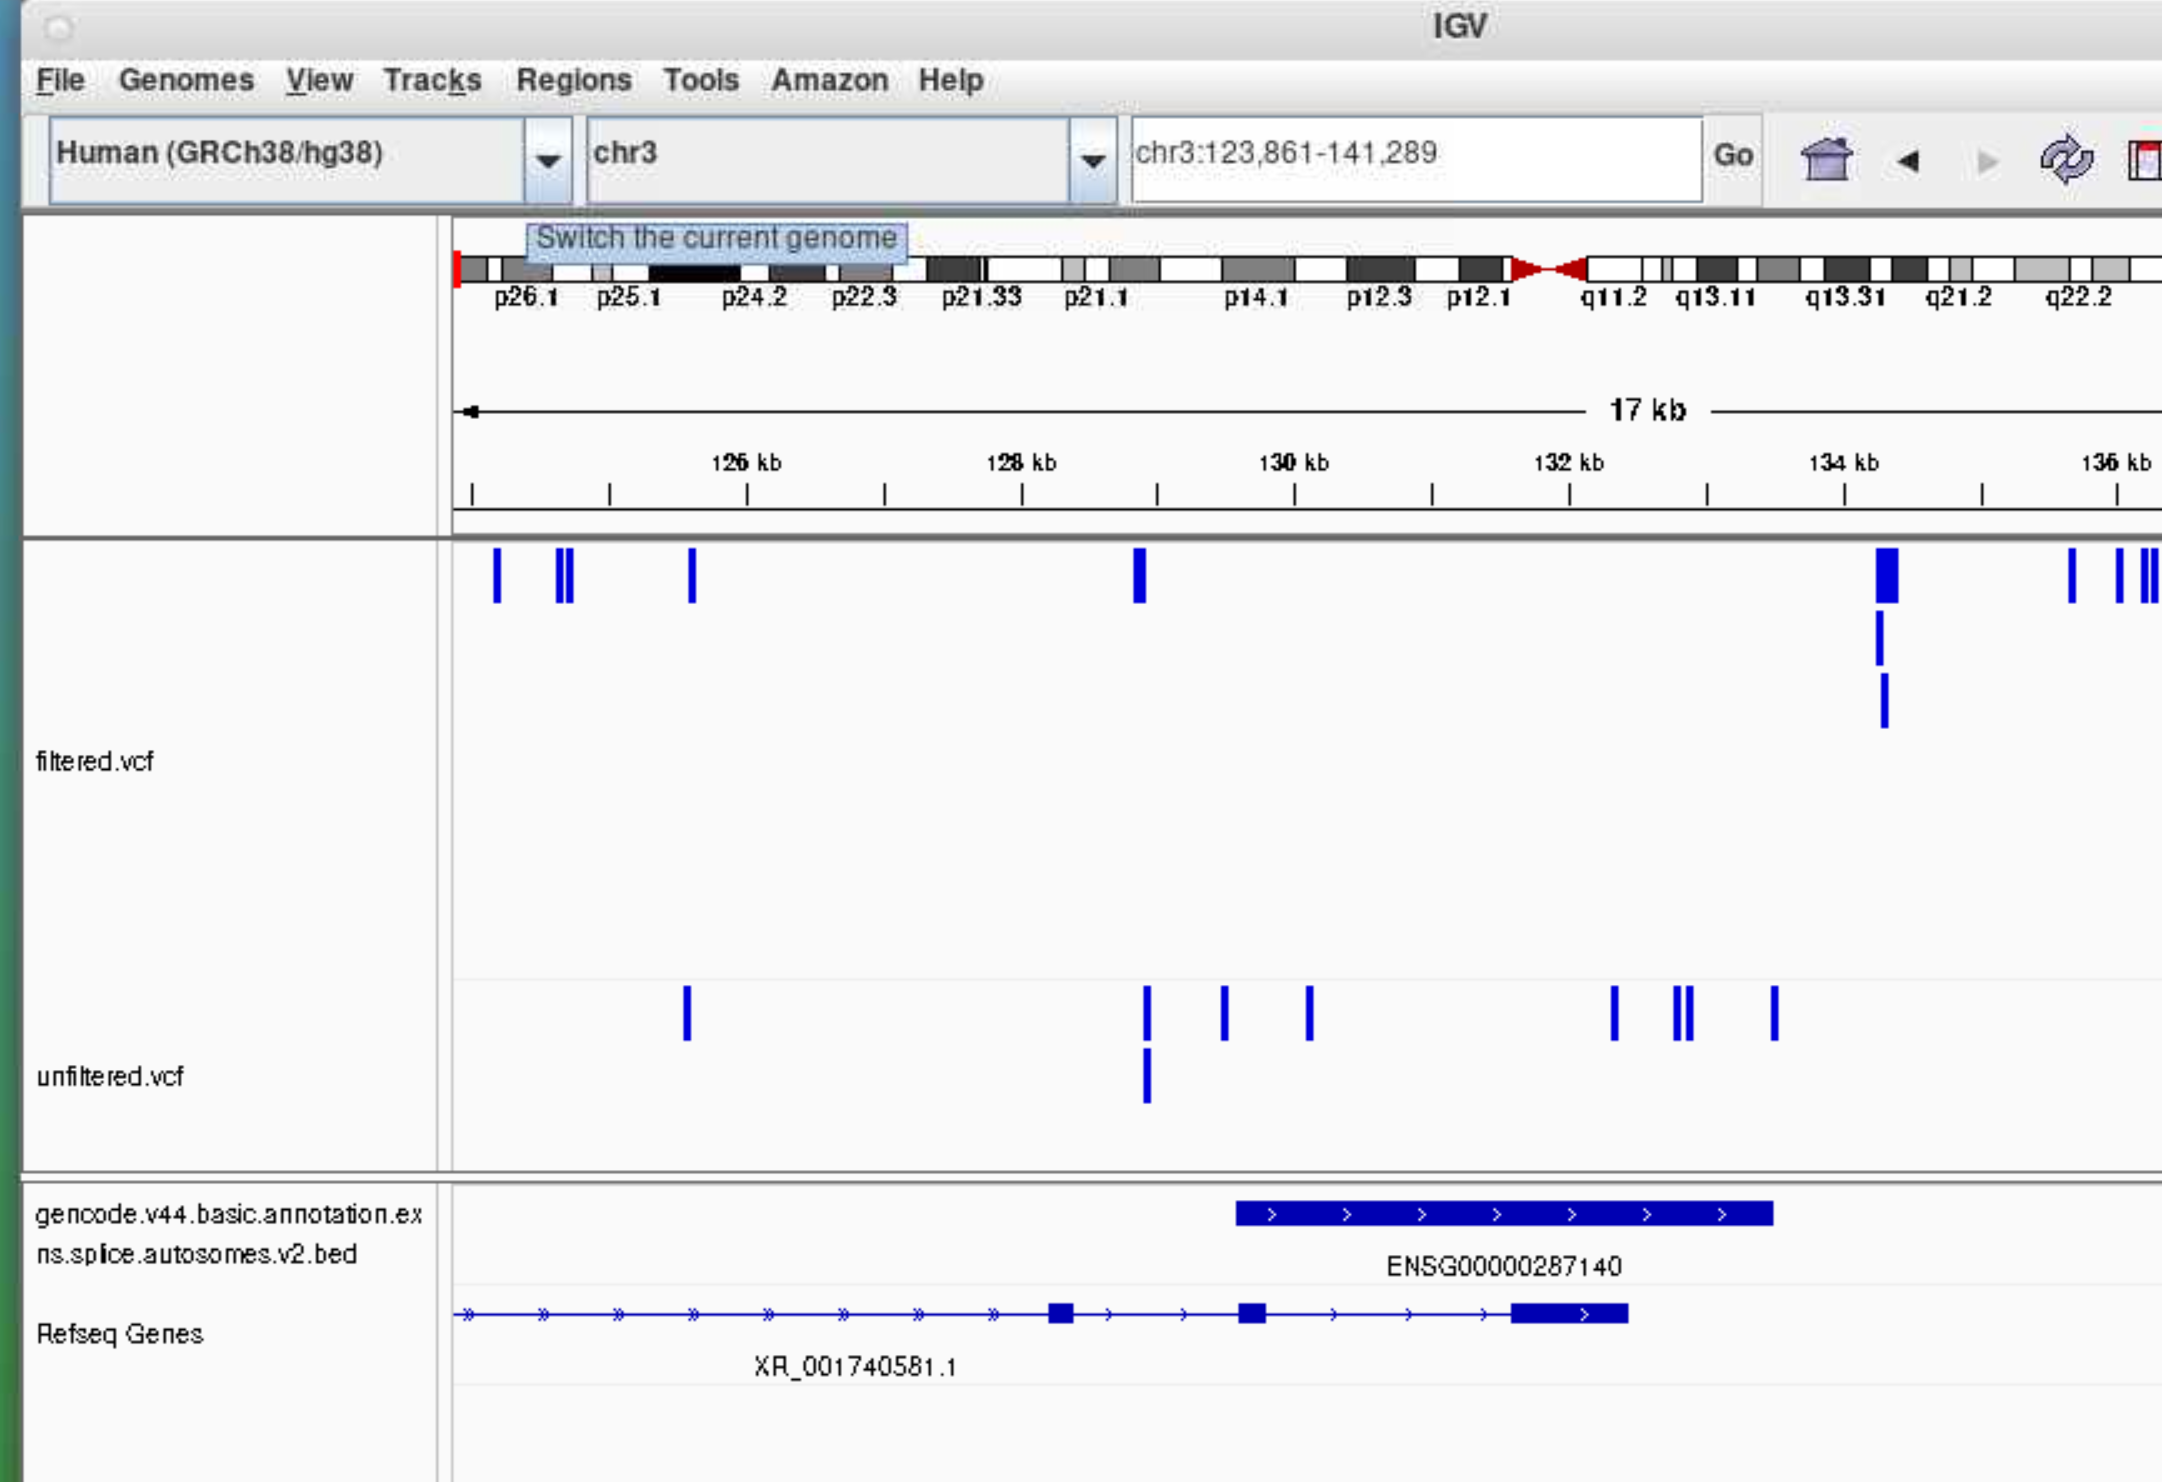 IGV
File Genomes View Tracks Regions Tools Amazon Help
Human (GRCh38/hg38) chr3 chr3:123,861-141,289 Go
Switch the current genome
p26.1 p25.1 p24.2 p22.3 p21.33 p21.1 p14.1 p12.3 p12.1 q11.2 q13.11 q13.31 q21.2 q22.2
17 kb
126 kb 128 kb 130 kb 132 kb 134 kb 136 kb
filtered.vcf
unfiltered.vcf
gencode.v44.basic.annotation.ex
ns.splice.autosomes.v2.bed
ENSG00000287140
Refseq Genes
XR_001740581.1